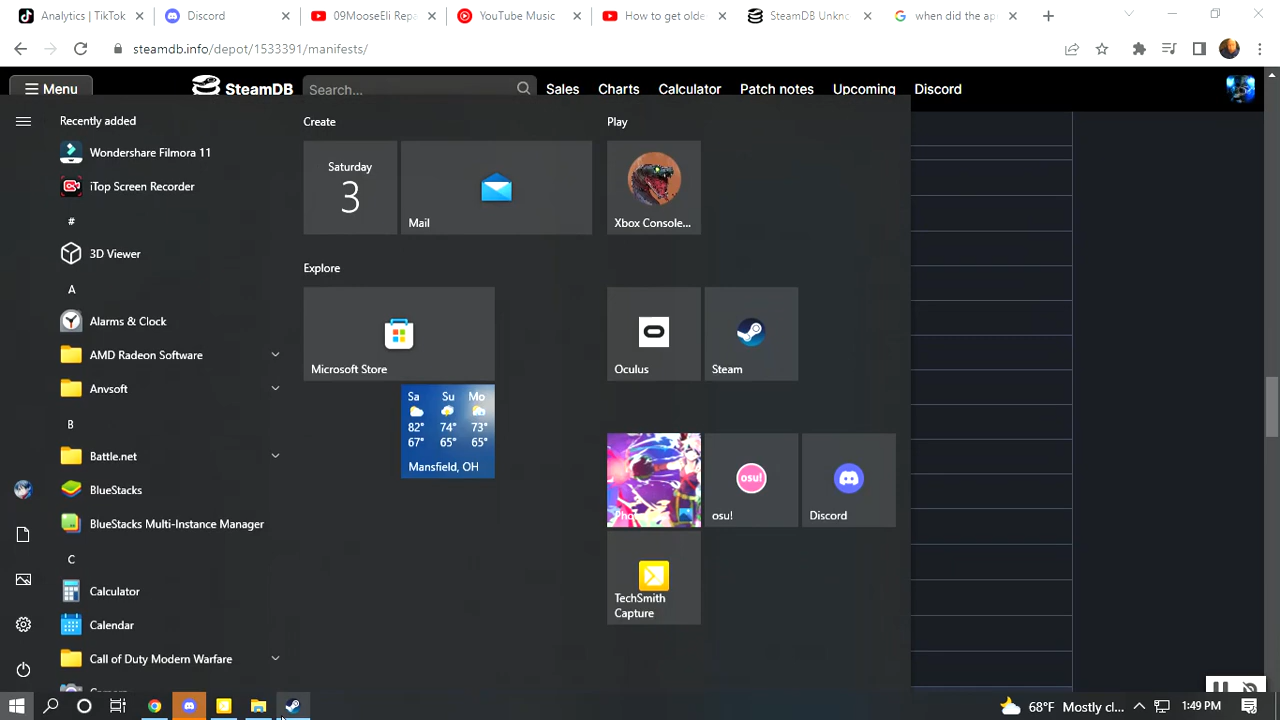 Analytics | TikTok
Discord
09MooseEli Repa
YouTube Music
How to get olde
SteamDB Unkno
when did the ap
steamdb.info/depot/1533391/manifests/
Menu
SteamDB
Search...
Sales
Charts
Calculator
Patch notes
Upcoming
Discord
Recently added
Wondershare Filmora 11
iTop Screen Recorder
#
3D Viewer
A
Alarms & Clock
AMD Radeon Software
Anvsoft
B
Battle.net
BlueStacks
BlueStacks Multi-Instance Manager
C
Calculator
Calendar
Call of Duty Modern Warfare
Create
Saturday
3
Mail
Explore
Microsoft Store
Sa Su Mo
82° 74° 73°
67° 65° 65°
Mansfield, OH
Play
Xbox Console...
Oculus
Steam
osu!
osu!
Discord
TechSmith
Capture
68°F Mostly cl...
1:49 PM